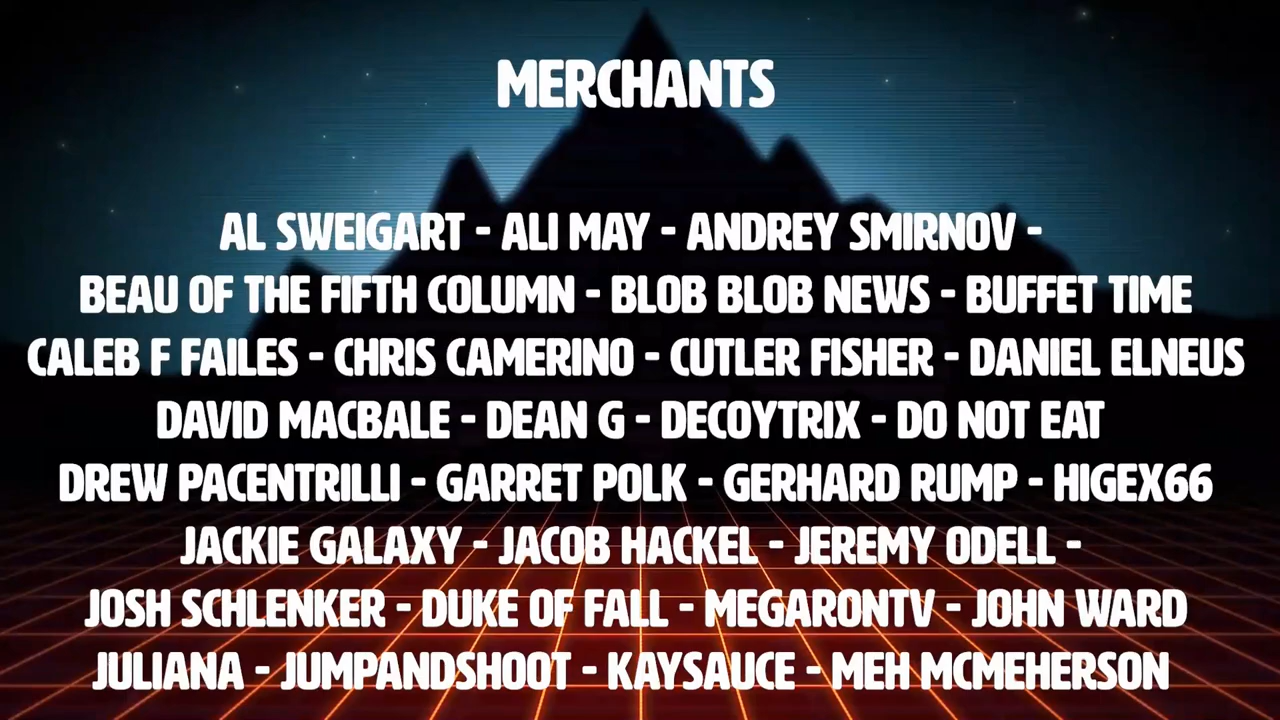 MERCHANTS
AL SWEIGART - ALI MAY - ANDREY SMIRNOV -
BEAU OF THE FIFTH COLUMN - BLOB BLOB NEWS - BUFFET TIME
CALEB F FAILES - CHRIS CAMERINO - CUTLER FISHER - DANIEL ELNEUS
DAVID MACBALE - DEAN G - DECOYTRIX - DO NOT EAT
DREW PACENTRILLI - GARRET POLK - GERHARD RUMP - HIGEX66
JACKIE GALAXY - JACOB HACKEL - JEREMY ODELL -
JOSH SCHLENKER - DUKE OF FALL - MEGARONTV - JOHN WARD
JULIANA - JUMPANDSHOOT - KAYSAUCE - MEH MCMEHERSON